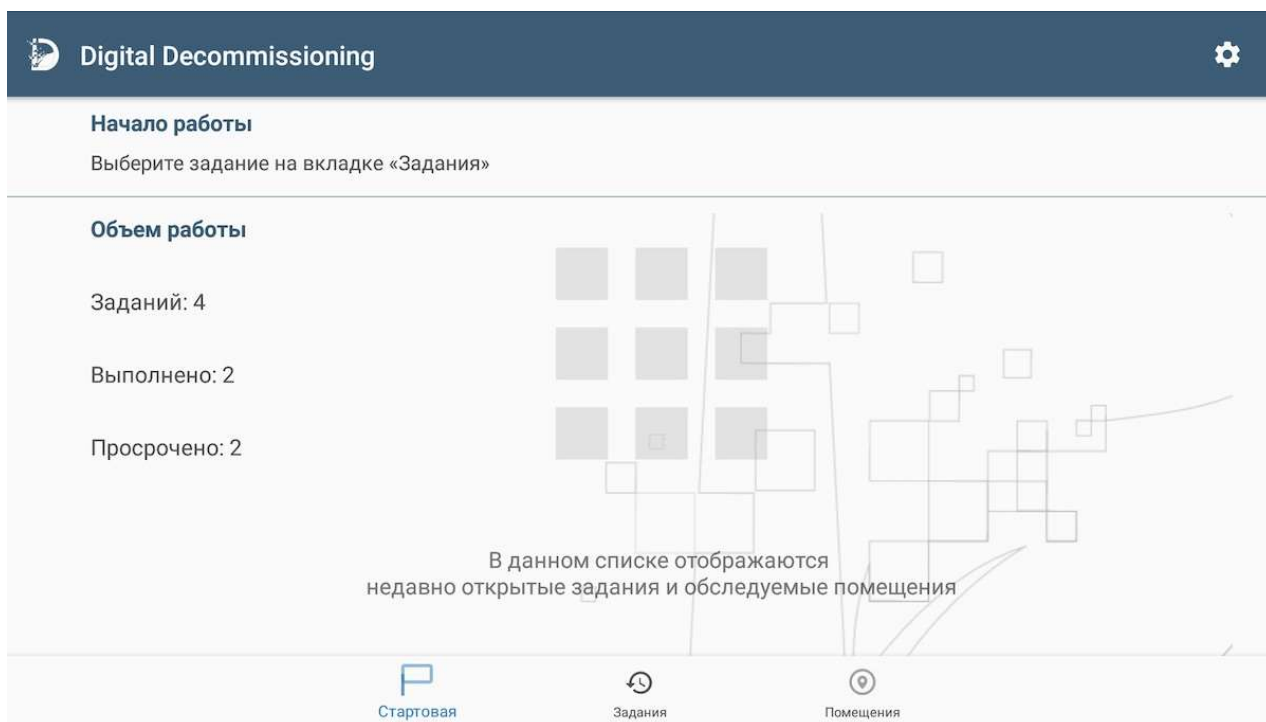 Digital Decommissioning
Начало работы
Выберите задание на вкладке «Задания»
Объем работы
Заданий: 4
Выполнено: 2
Просрочено: 2
В данном списке отображаются
недавно открытые задания и обследуемые помещения
Стартовая
Задания
Помещения